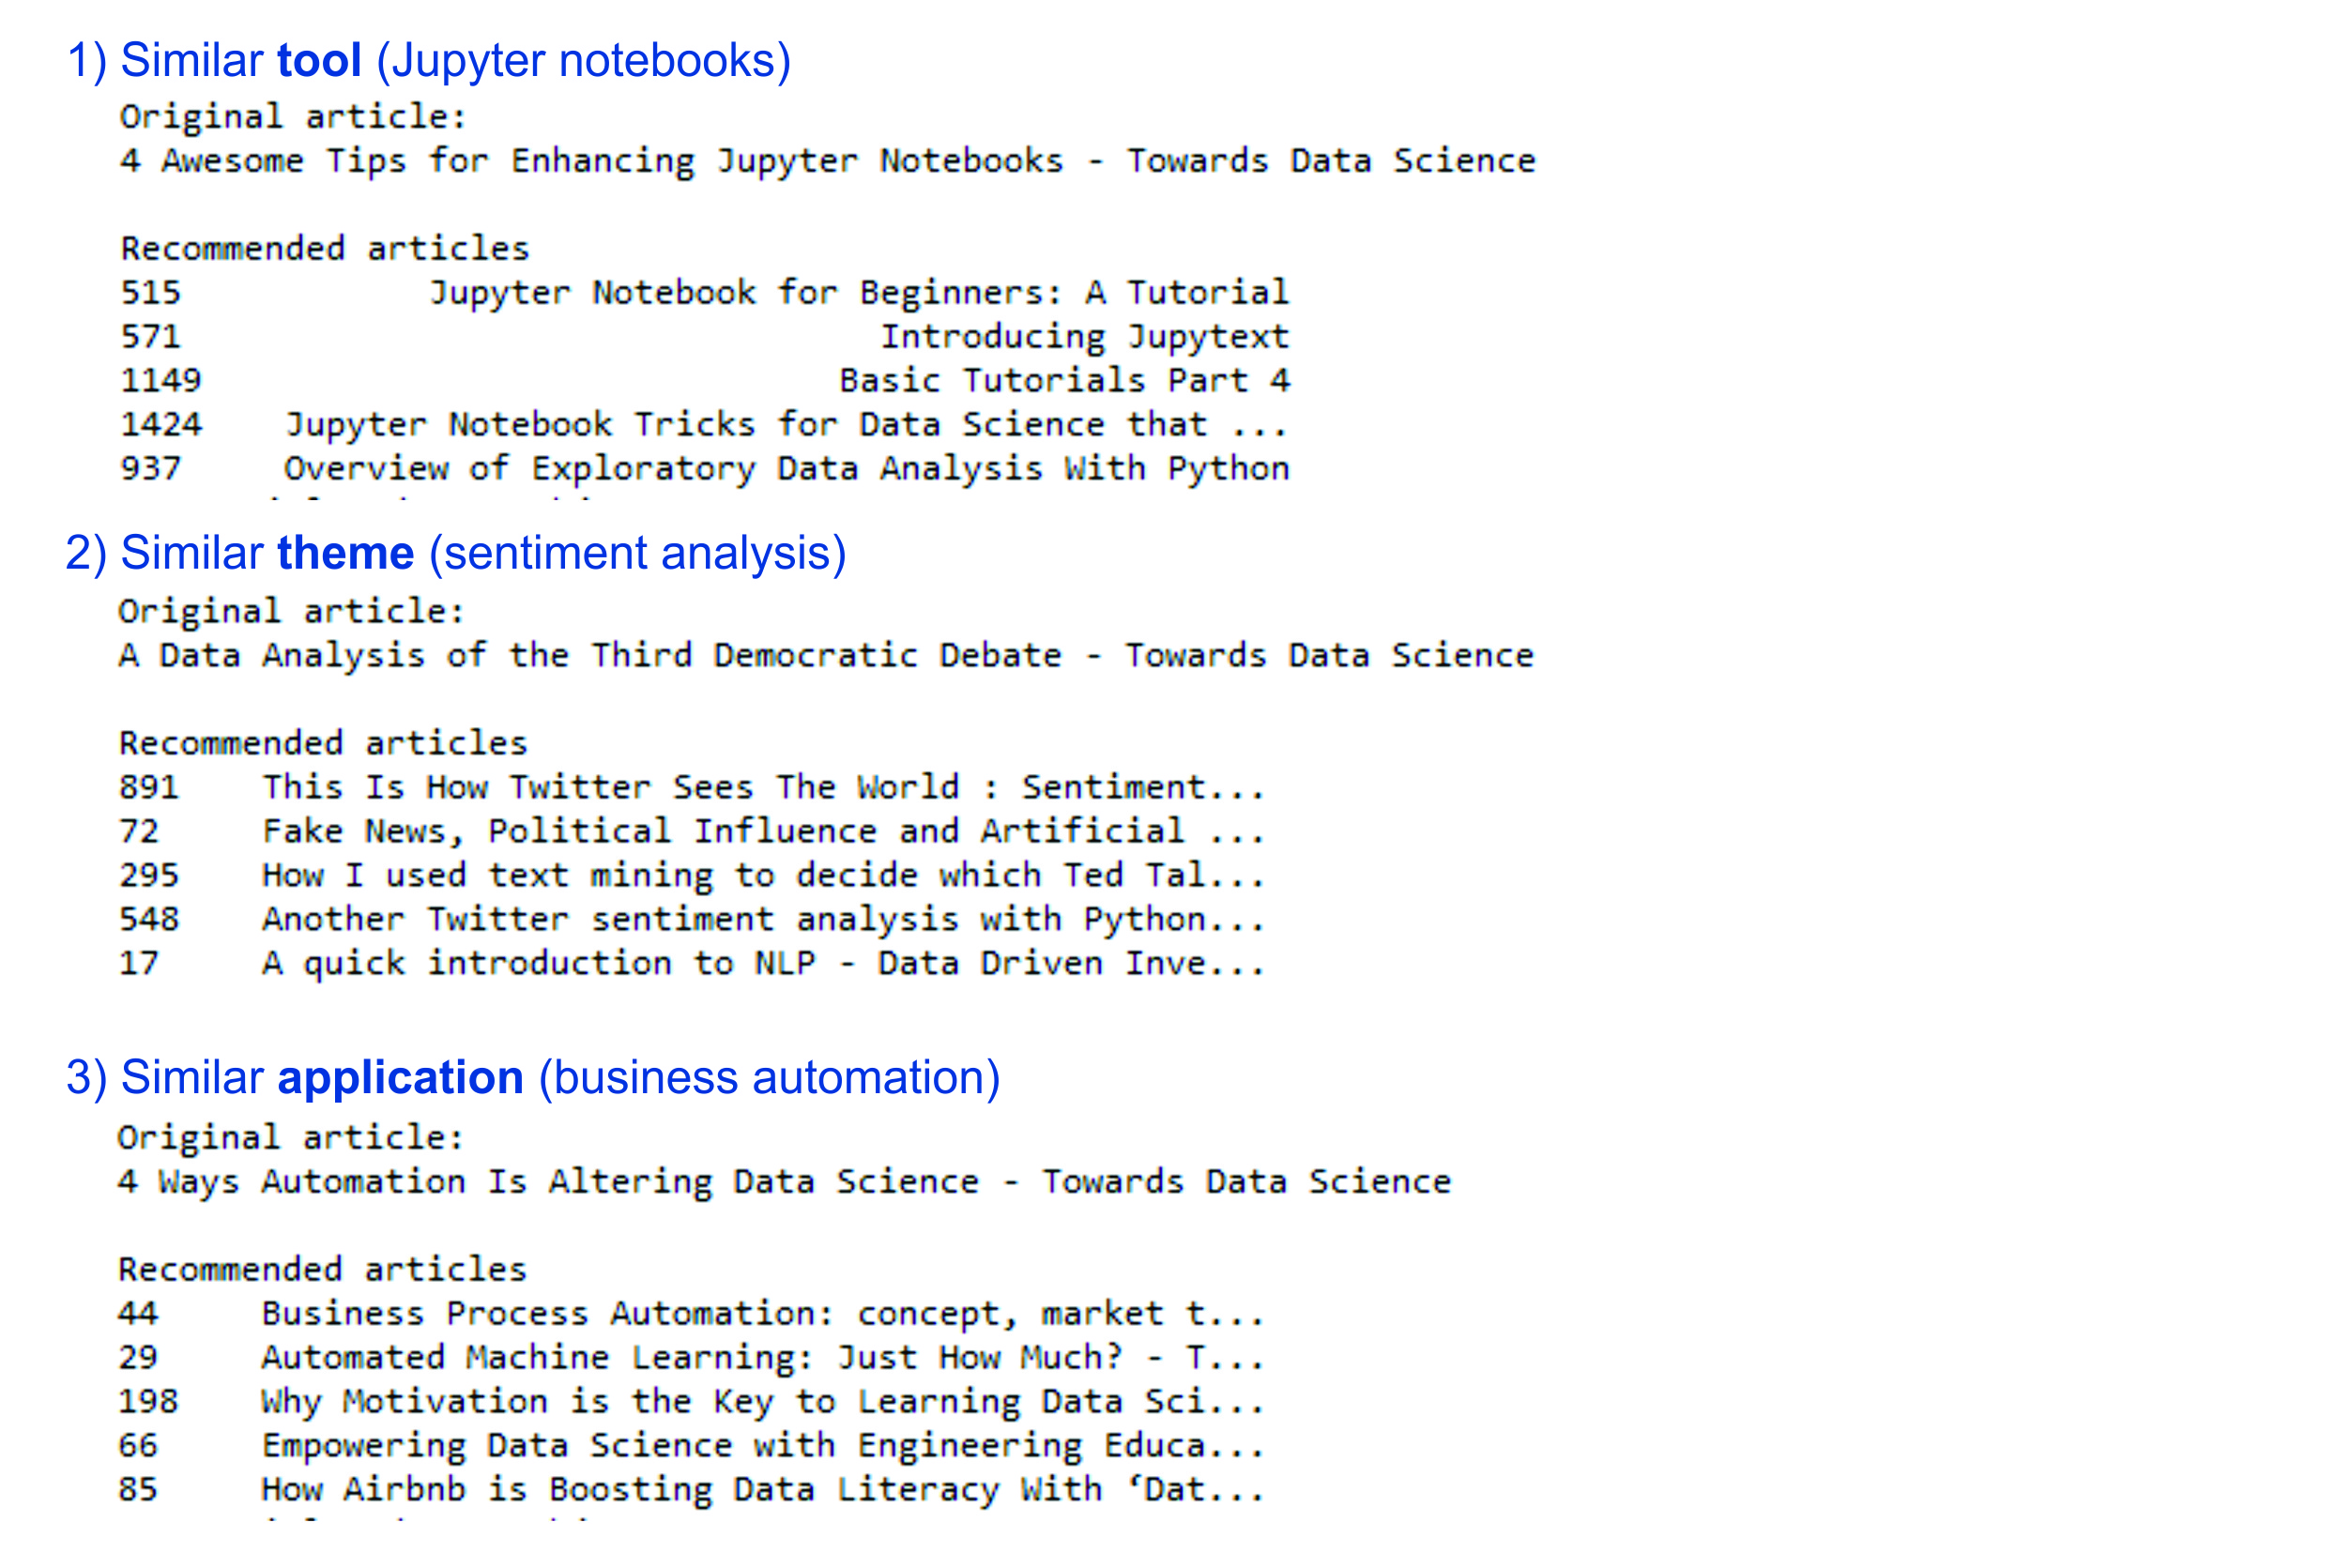 1) Similar tool (Jupyter notebooks)
Original article:
4 Awesome Tips for Enhancing Jupyter Notebooks - Towards Data Science
Recommended articles
515 Jupyter Notebook for Beginners: A Tutorial
571 Introducing Jupytext
1149 Basic Tutorials Part 4
1424 Jupyter Notebook Tricks for Data Science that ...
937 Overview of Exploratory Data Analysis With Python
2) Similar theme (sentiment analysis)
Original article:
A Data Analysis of the Third Democratic Debate - Towards Data Science
Recommended articles
891 This Is How Twitter Sees The World : Sentiment...
72 Fake News, Political Influence and Artificial ...
295 How I used text mining to decide which Ted Tal...
548 Another Twitter sentiment analysis with Python...
17 A quick introduction to NLP - Data Driven Inve...
3) Similar application (business automation)
Original article:
4 Ways Automation Is Altering Data Science - Towards Data Science
Recommended articles
44 Business Process Automation: concept, market t...
29 Automated Machine Learning: Just How Much? - T...
198 Why Motivation is the Key to Learning Data Sci...
66 Empowering Data Science with Engineering Educa...
85 How Airbnb is Boosting Data Literacy With ‘Dat...